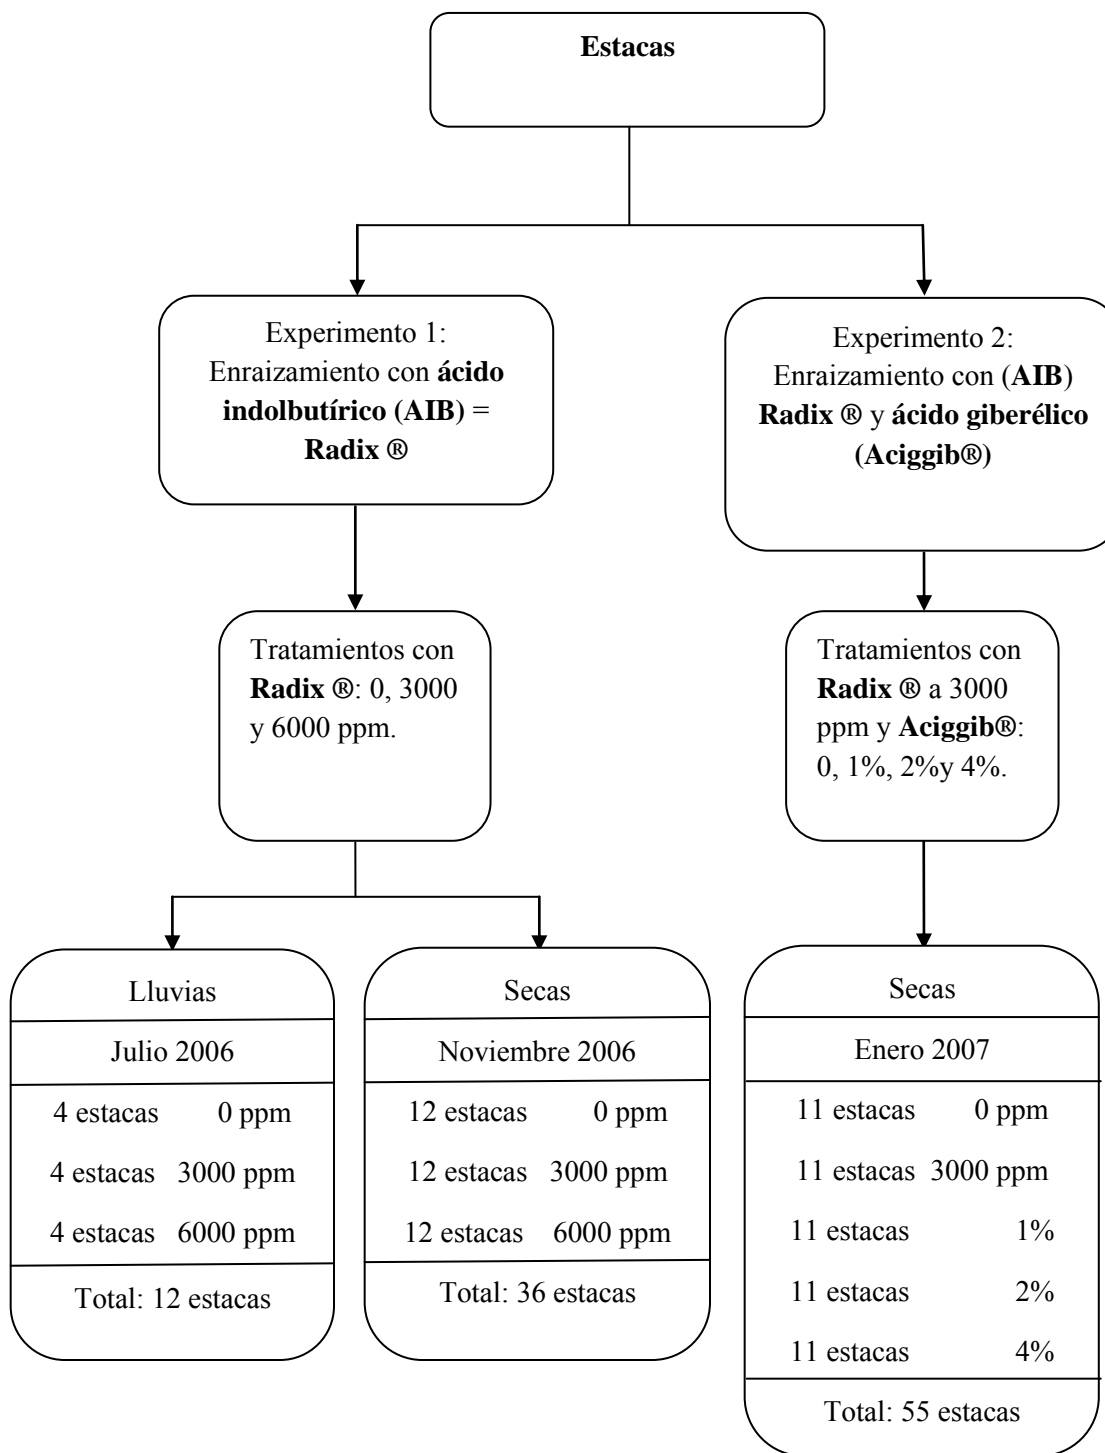 Estacas
Experimento 1:
Enraizamiento con ácido
indolbutírico (AIB) =
Radix ®
Experimento 2:
Enraizamiento con (AIB)
Radix ® y ácido giberélico
(Aciggib®)
Tratamientos con
Radix ®: 0, 3000
y 6000 ppm.
Tratamientos con
Radix ® a 3000
ppm y Aciggib®:
0, 1%, 2%y 4%.
Lluvias
Julio 2006
4 estacas 0 ppm
4 estacas 3000 ppm
4 estacas 6000 ppm
Total: 12 estacas
Secas
Noviembre 2006
12 estacas 0 ppm
12 estacas 3000 ppm
12 estacas 6000 ppm
Total: 36 estacas
Secas
Enero 2007
11 estacas 0 ppm
11 estacas 3000 ppm
11 estacas 1%
11 estacas 2%
11 estacas 4%
Total: 55 estacas